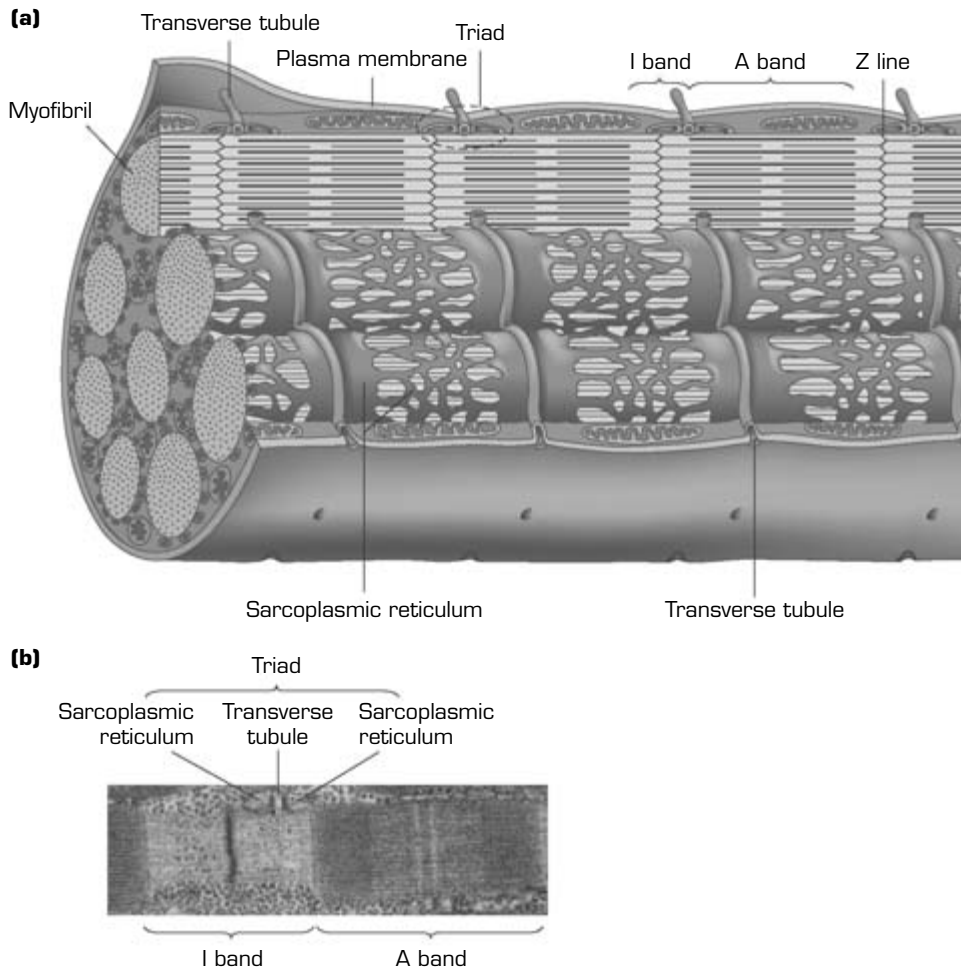 (a)
Transverse tubule
Triad
Plasma membrane
I band
A band
Z line
Myofibril
Sarcoplasmic reticulum
Transverse tubule
(b)
Triad
Sarcoplasmic
reticulum
Transverse
tubule
Sarcoplasmic
reticulum
I band
A band